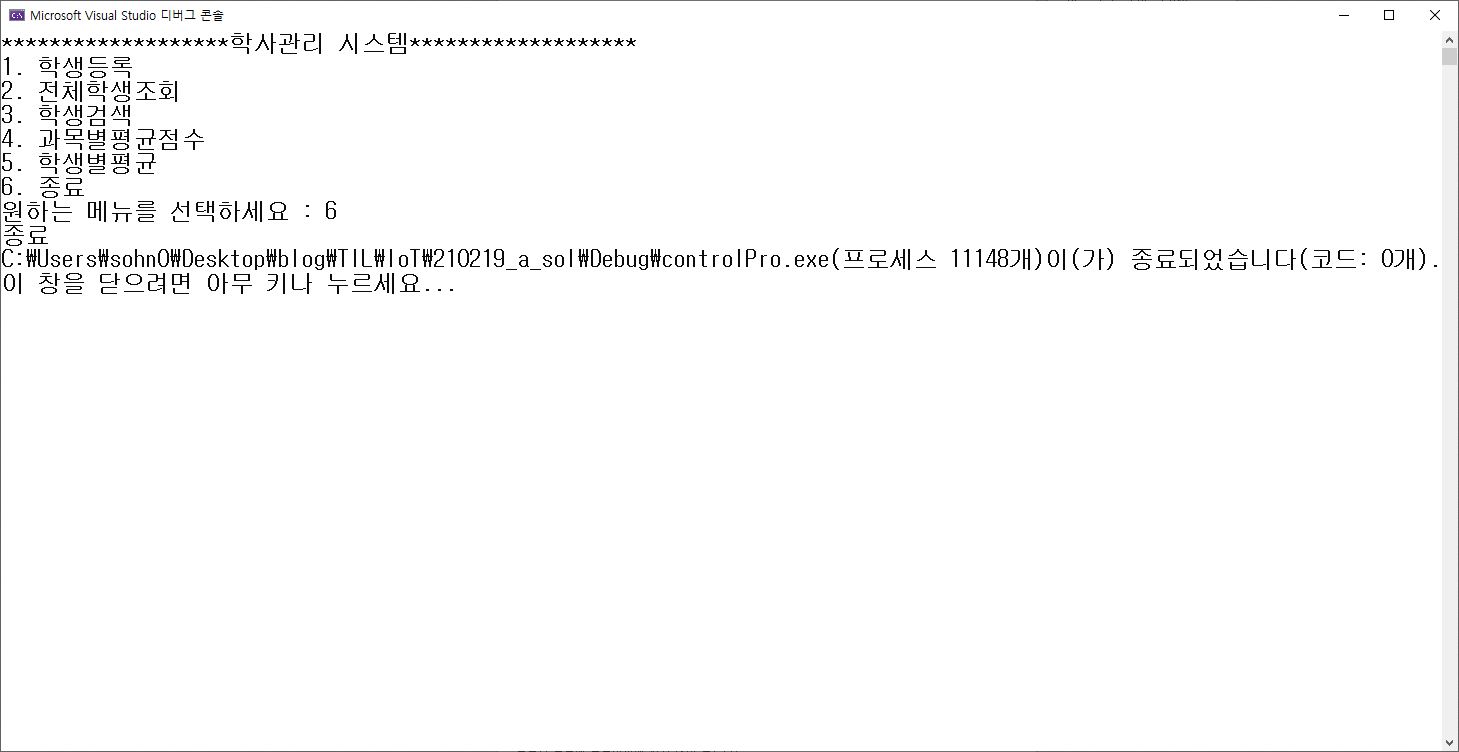 Microsoft Visual Studio 디버그 콘솔
*******************학사관리 시스템*******************
1. 학생등록
2. 전체학생조회
3. 학생검색
4. 과목별평균점수
5. 학생별평균
6. 종료
원하는 메뉴를 선택하세요 : 6
종료
C:\Users\sohn0\Desktop\blog\TIL\IoT\210219_a_sol\Debug\controlPro.exe(프로세스 11148개)이(가) 종료되었습니다(코드: 0개).
이 창을 닫으려면 아무 키나 누르세요...